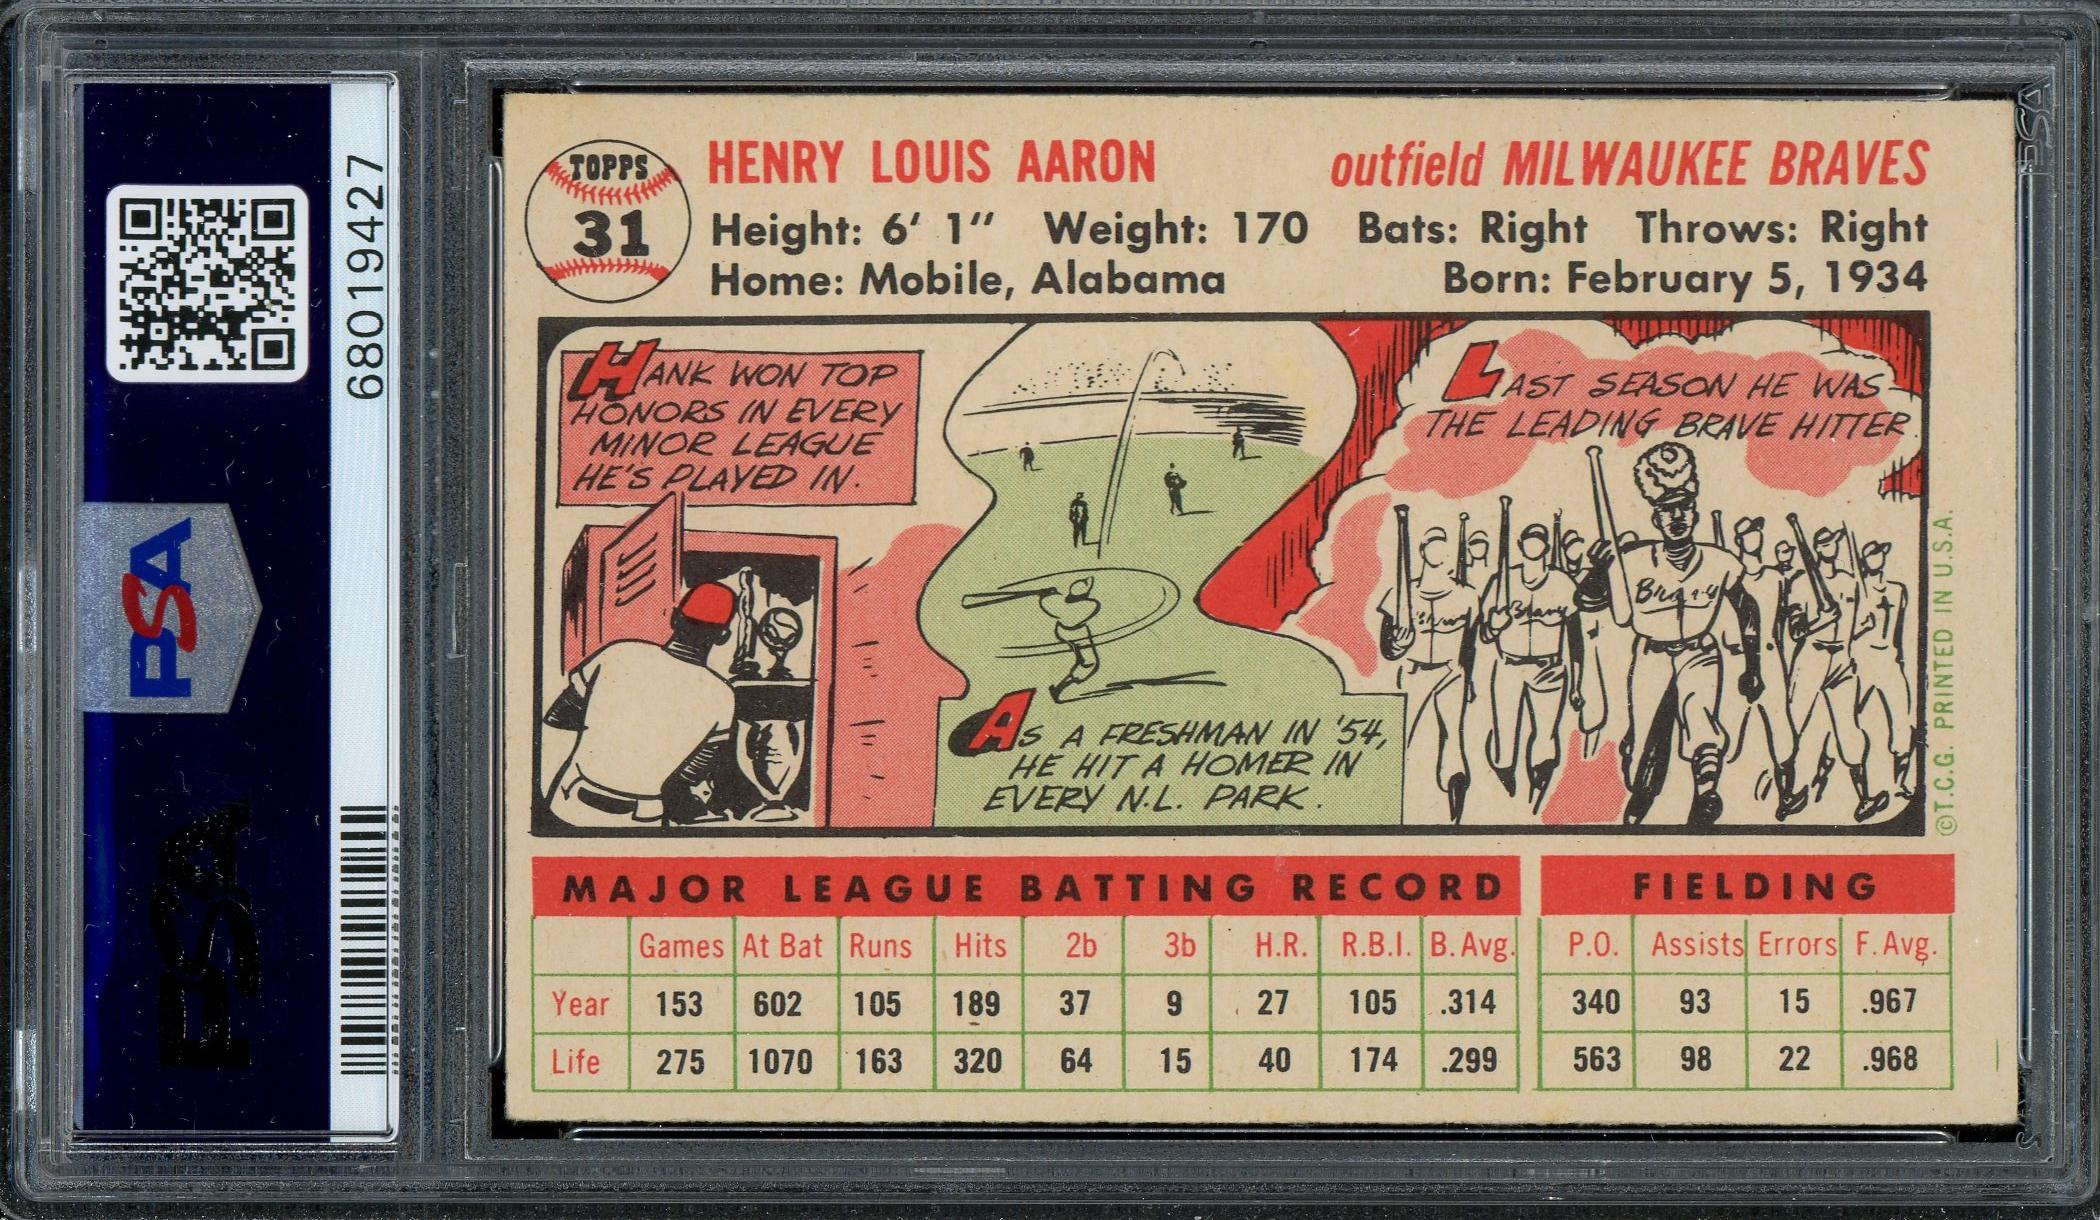 68019427
PSA
PSA
TOPPS
31
HENRY LOUIS AARON
outfield MILWAUKEE BRAVES
Height: 6' 1" Weight: 170 Bats: Right Throws: Right
Home: Mobile, Alabama
Born: February 5, 1934
HANK WON TOP
HONORS IN EVERY
MINOR LEAGUE
HE'S PLAYED IN.
AS A FRESHMAN IN '54,
HE HIT A HOMER IN
EVERY N.L. PARK.
LAST SEASON HE WAS
THE LEADING BRAVE HITTER
Braves
©T.C.G. PRINTED IN U.S.A.
MAJOR LEAGUE BATTING RECORD
Games At Bat Runs Hits 2b 3b H.R. R.B.I. B. Avg.
Year 153 602 105 189 37 9 27 105 .314
Life 275 1070 163 320 64 15 40 174 .299
FIELDING
P.O. Assists Errors F. Avg.
340 93 15 .967
563 98 22 .968
PSA